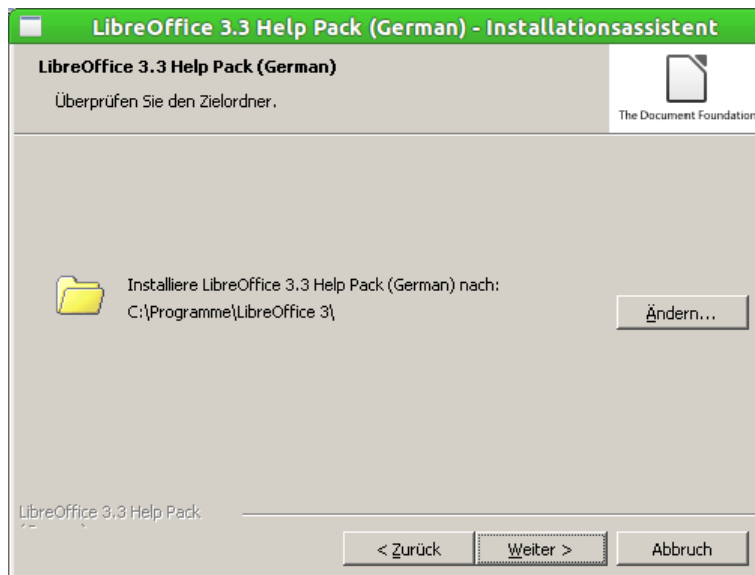 LibreOffice 3.3 Help Pack (German) - Installationsassistent
LibreOffice 3.3 Help Pack (German)
Überprüfen Sie den Zielordner.
The Document Foundation
Installiere LibreOffice 3.3 Help Pack (German) nach:
C:\Programme\LibreOffice 3\
Ändern...
LibreOffice 3.3 Help Pack
< Zurück
Weiter >
Abbruch